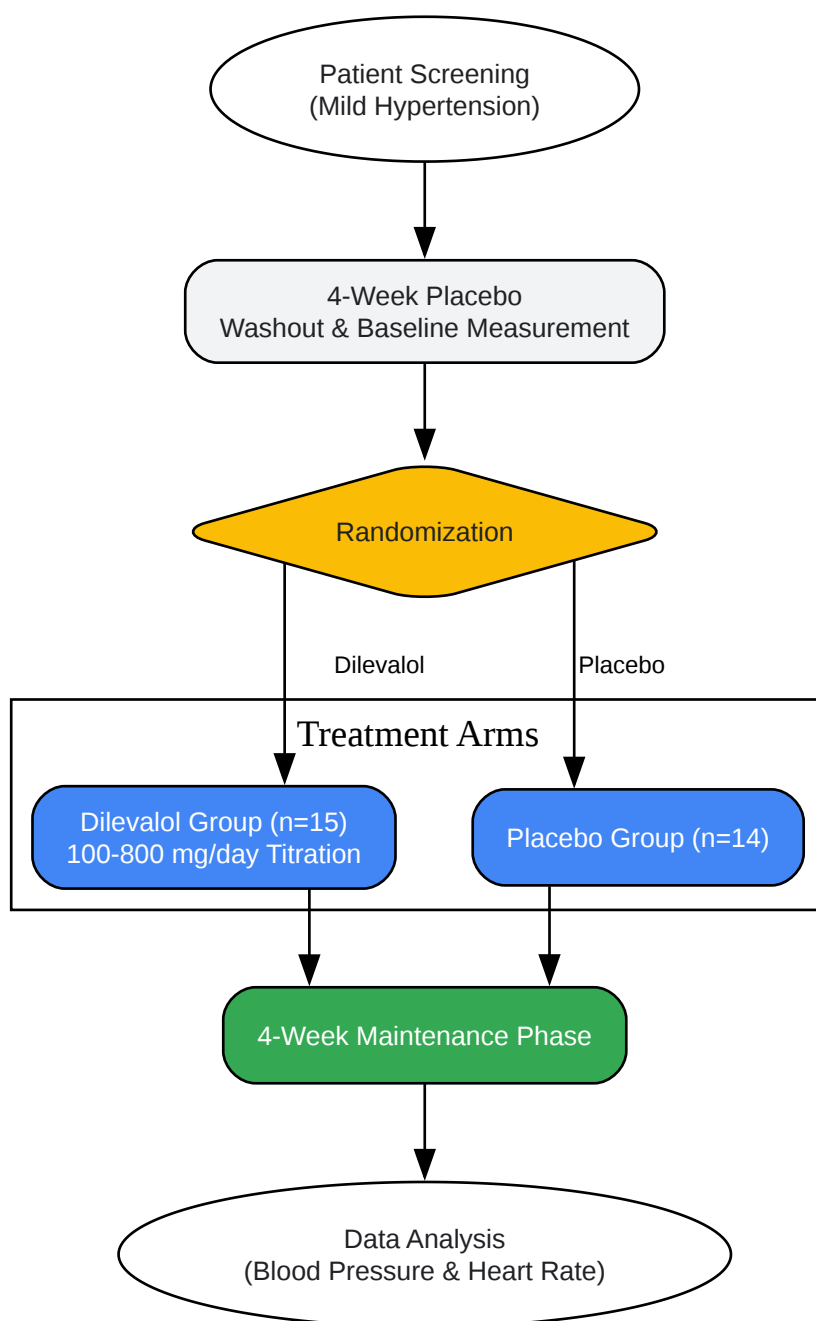 Patient Screening
(Mild Hypertension)
4-Week Placebo
Washout & Baseline Measurement
Randomization
Dilevalol
Placebo
Treatment Arms
Dilevalol Group (n=15)
100-800 mg/day Titration
Placebo Group (n=14)
4-Week Maintenance Phase
Data Analysis
(Blood Pressure & Heart Rate)